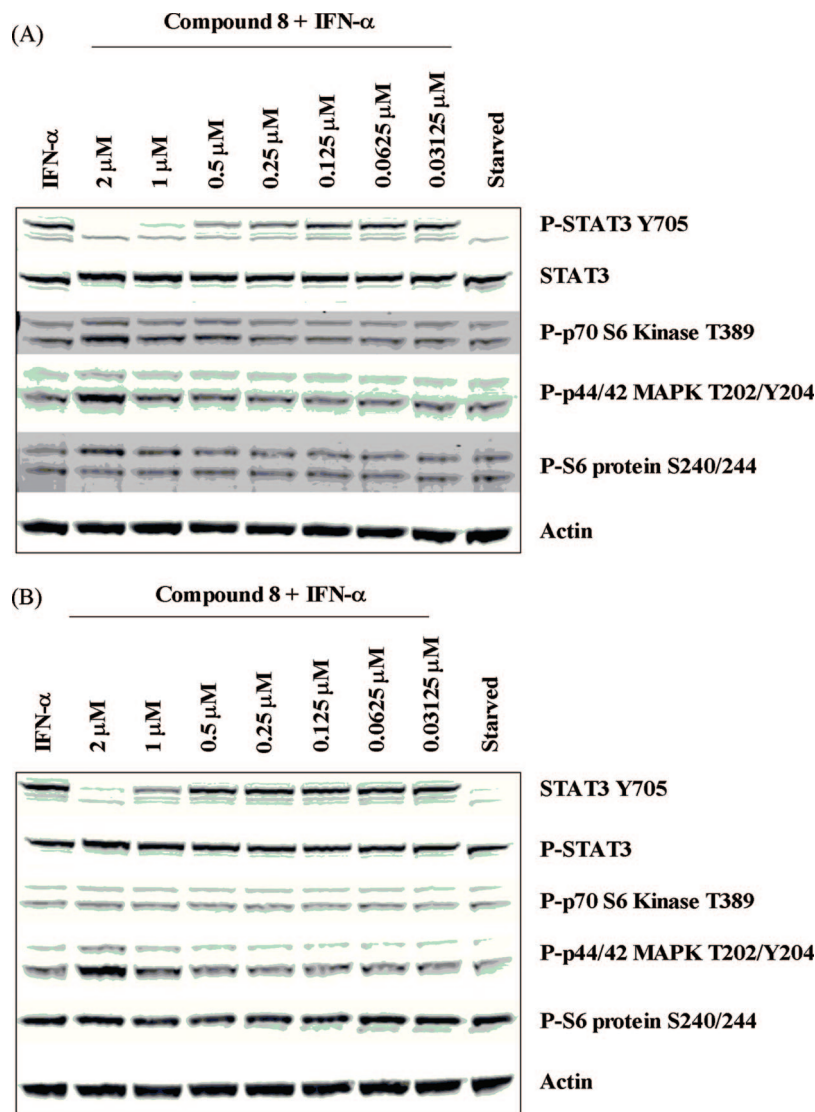 (A)
Compound 8 + IFN-α
IFN-α
2 μM
1 μM
0.5 μM
0.25 μM
0.125 μM
0.0625 μM
0.03125 μM
Starved
P-STAT3 Y705
STAT3
P-p70 S6 Kinase T389
P-p44/42 MAPK T202/Y204
P-S6 protein S240/244
Actin
(B)
Compound 8 + IFN-α
IFN-α
2 μM
1 μM
0.5 μM
0.25 μM
0.125 μM
0.0625 μM
0.03125 μM
Starved
STAT3 Y705
P-STAT3
P-p70 S6 Kinase T389
P-p44/42 MAPK T202/Y204
P-S6 protein S240/244
Actin